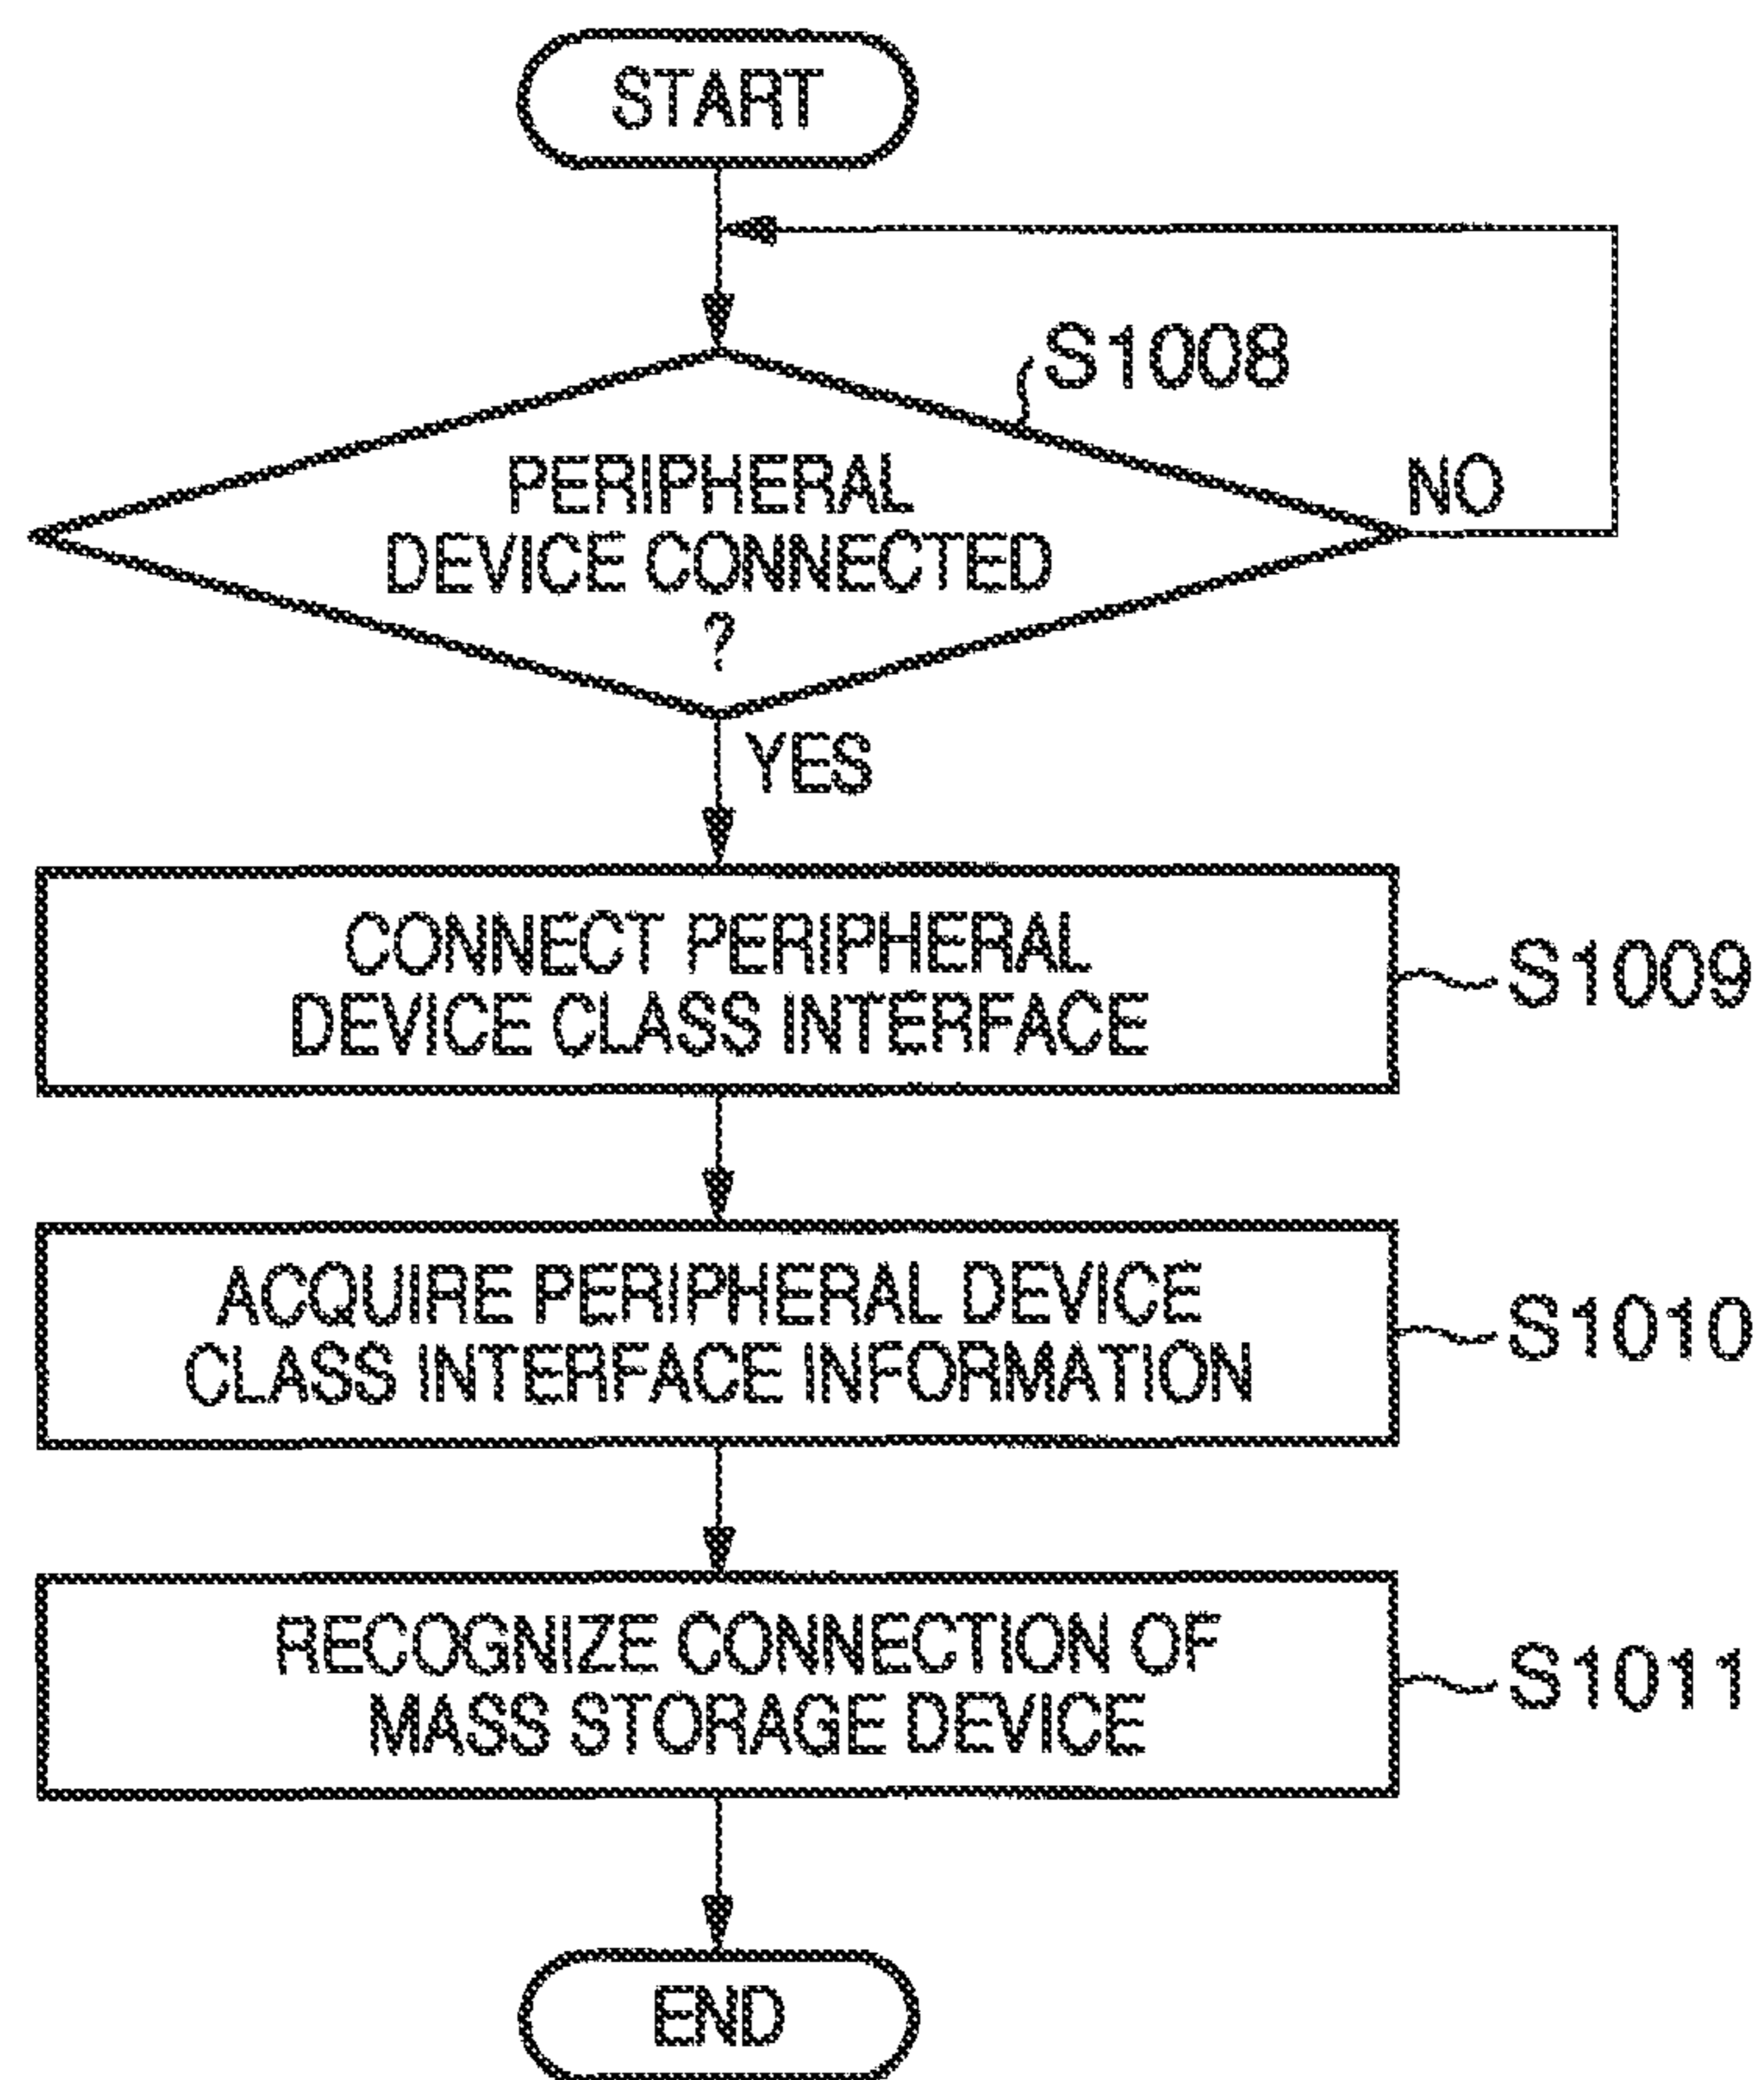 START
S1008
PERIPHERAL
DEVICE CONNECTED
?
NO
YES
CONNECT PERIPHERAL
DEVICE CLASS INTERFACE
S1009
ACQUIRE PERIPHERAL DEVICE
CLASS INTERFACE INFORMATION
S1010
RECOGNIZE CONNECTION OF
MASS STORAGE DEVICE
S1011
END